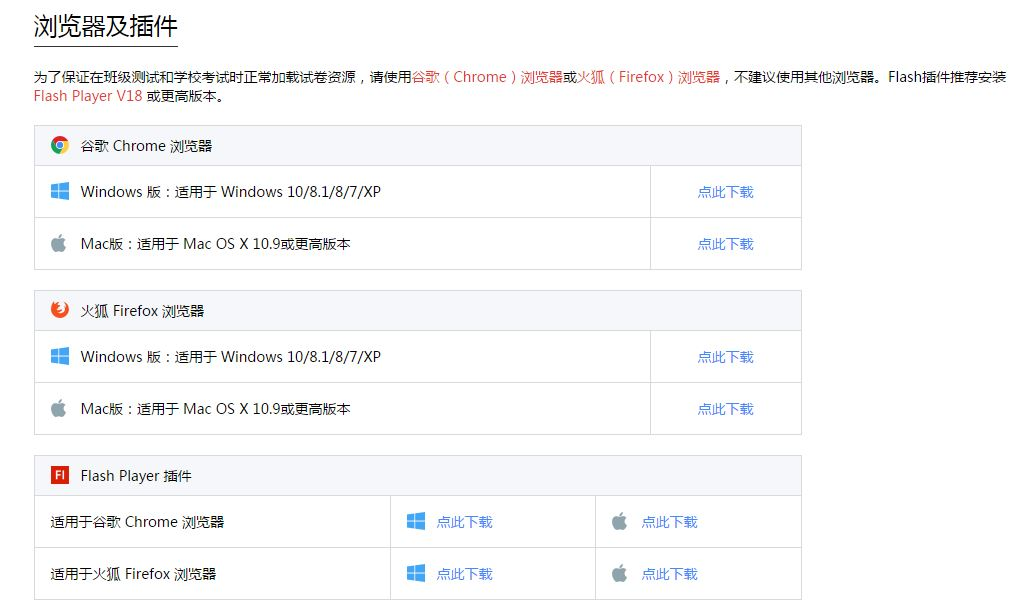 浏览器及插件
为了保证在班级测试和学校考试时正常加载试卷资源，请使用谷歌（Chrome）浏览器或火狐（Firefox）浏览器，不建议使用其他浏览器。Flash插件推荐安装
Flash Player V18 或更高版本。
谷歌 Chrome 浏览器
Windows 版：适用于 Windows 10/8.1/8/7/XP 点此下载
Mac版：适用于 Mac OS X 10.9或更高版本 点此下载
火狐 Firefox 浏览器
Windows 版：适用于 Windows 10/8.1/8/7/XP 点此下载
Mac版：适用于 Mac OS X 10.9或更高版本 点此下载
Fl Flash Player 插件
适用于谷歌 Chrome 浏览器 点此下载 点此下载
适用于火狐 Firefox 浏览器 点此下载 点此下载